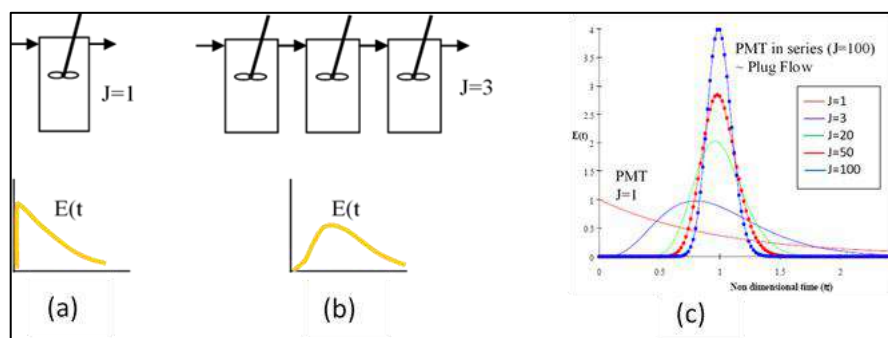 J=1
E(t
(a)
J=3
E(t
(b)
4
3.5
3
2.5
2
1.5
1
0.5
0
E(t)
PMT in series (J=100)
~ Plug Flow
PMT
J=1
J=1
J=3
J=20
J=50
J=100
0
0.5
1
1.5
2
Non dimensional time
(c)